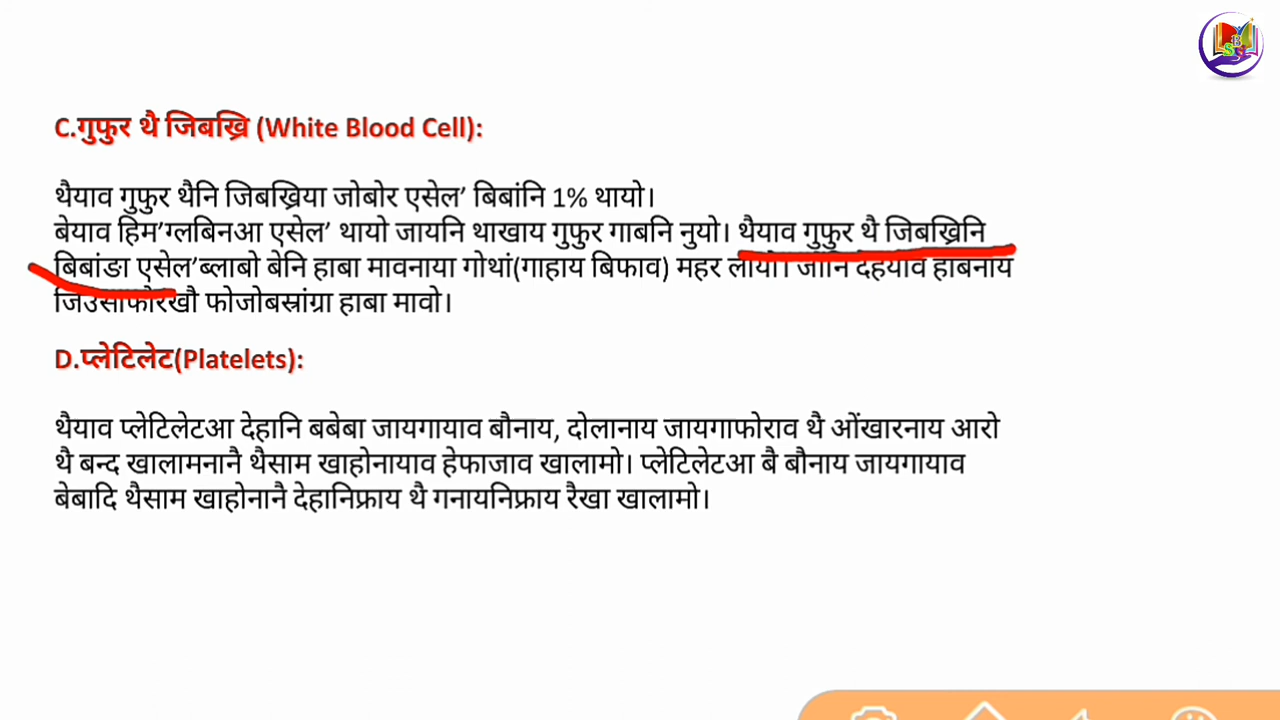 C.गुफुर थै जिबख्रि (White Blood Cell):
थैयाव गुफुर थैनि जिबख्रिया जोबोर एसेल’ बिबांनि 1% थायो।
बेयाव हिम’ग्लबिनआ एसेल’ थायो जायनि थाखाय गुफुर गाबनि नुयो। थैयाव गुफुर थै जिबख्रिनि
बिबांङा एसेल’ब्लाबो बेनि हाबा मावनाया गोथां(गाहाय बिफाव) महर लायो। जानि देहयाव हाबनाय
जिउसाफोरखौ फोजोबस्रांग्रा हाबा मावो।
D.प्लेटिलेट(Platelets):
थैयाव प्लेटिलेटआ देहानि बबेबा जायगायाव बौनाय, दोलानाय जायगाफोराव थै ओंखारनाय आरो
थै बन्द खालामनानै थैसाम खाहोनायाव हेफाजाव खालामो। प्लेटिलेटआ बै बौनाय जायगायाव
बेबादि थैसाम खाहोनानै देहानिफ्राय थै गनायनिफ्राय रैखा खालामो।